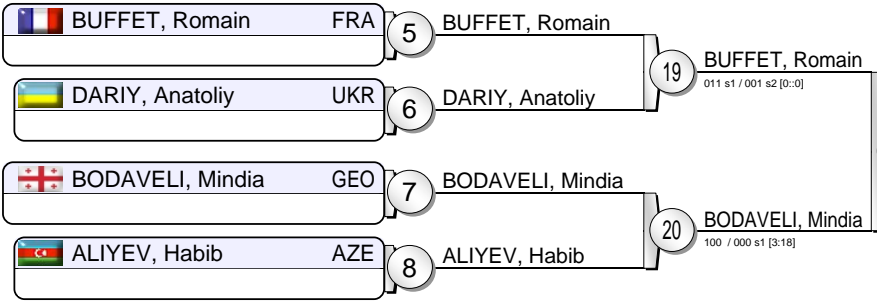 BUFFET, Romain FRA
5
BUFFET, Romain
DARIY, Anatoliy UKR
6
DARIY, Anatoliy
19
BUFFET, Romain
011 s1 / 001 s2 [0::0]
BODAVELI, Mindia GEO
7
BODAVELI, Mindia
ALIYEV, Habib AZE
8
ALIYEV, Habib
20
BODAVELI, Mindia
100 / 000 s1 [3:18]